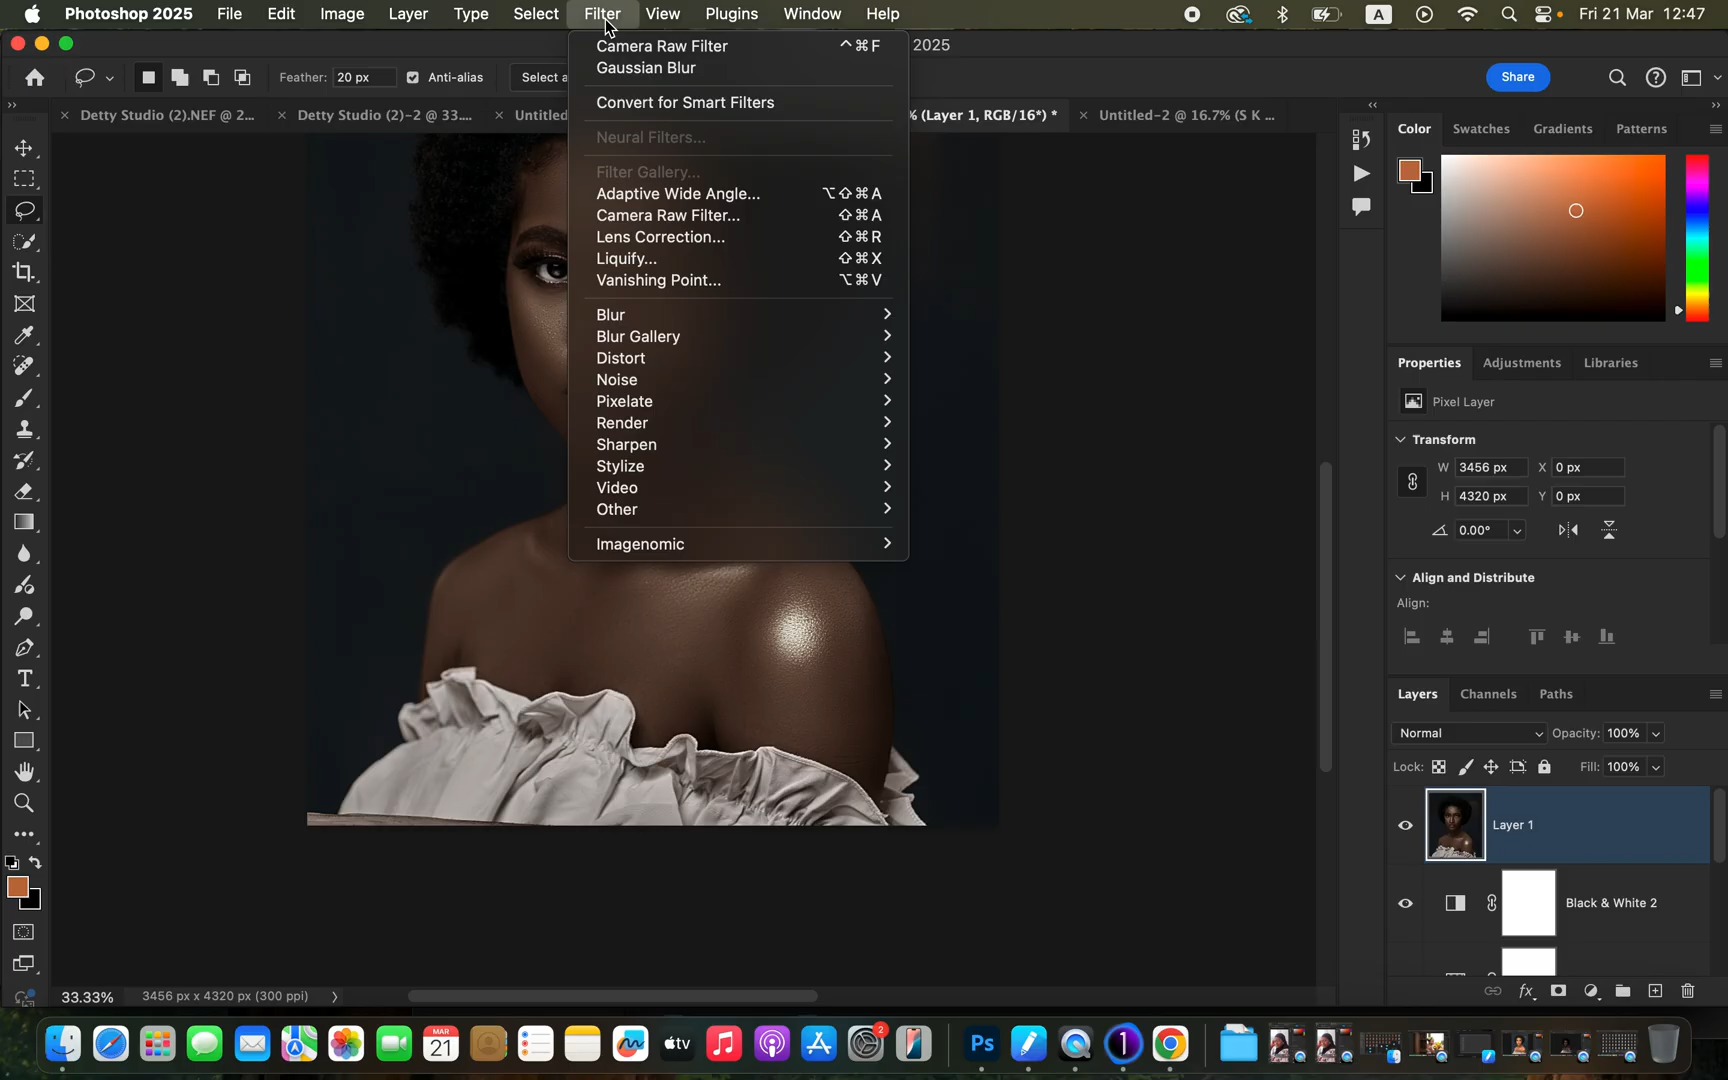 Photoshop 2025 File Edit Image Layer Type Select Filter View Plugins Window Help A Fri 21 Mar 12:47
2025
Feather: 20 px Anti-alias Select a Share
× Detty Studio (2).NEF @ 2... × Detty Studio (2)-2 @ 33.... × Untitled % (Layer 1, RGB/16*) * × Untitled-2 @ 16.7% (S K ...
Camera Raw Filter ^⌘F
Gaussian Blur
Convert for Smart Filters
Neural Filters...
Filter Gallery...
Adaptive Wide Angle... ⌥⇧⌘A
Camera Raw Filter... ⇧⌘A
Lens Correction... ⇧⌘R
Liquify... ⇧⌘X
Vanishing Point... ⌥⌘V
Blur
Blur Gallery
Distort
Noise
Pixelate
Render
Sharpen
Stylize
Video
Other
Imagenomic
Color Swatches Gradients Patterns
Properties Adjustments Libraries
Pixel Layer
Transform
W 3456 px X 0 px
H 4320 px Y 0 px
0.00°
Align and Distribute
Align:
Layers Channels Paths
Normal Opacity: 100%
Lock: Fill: 100%
Layer 1
Black & White 2
fx
33.33% 3456 px x 4320 px (300 ppi)
MAR
21
tv
2
Ps
1